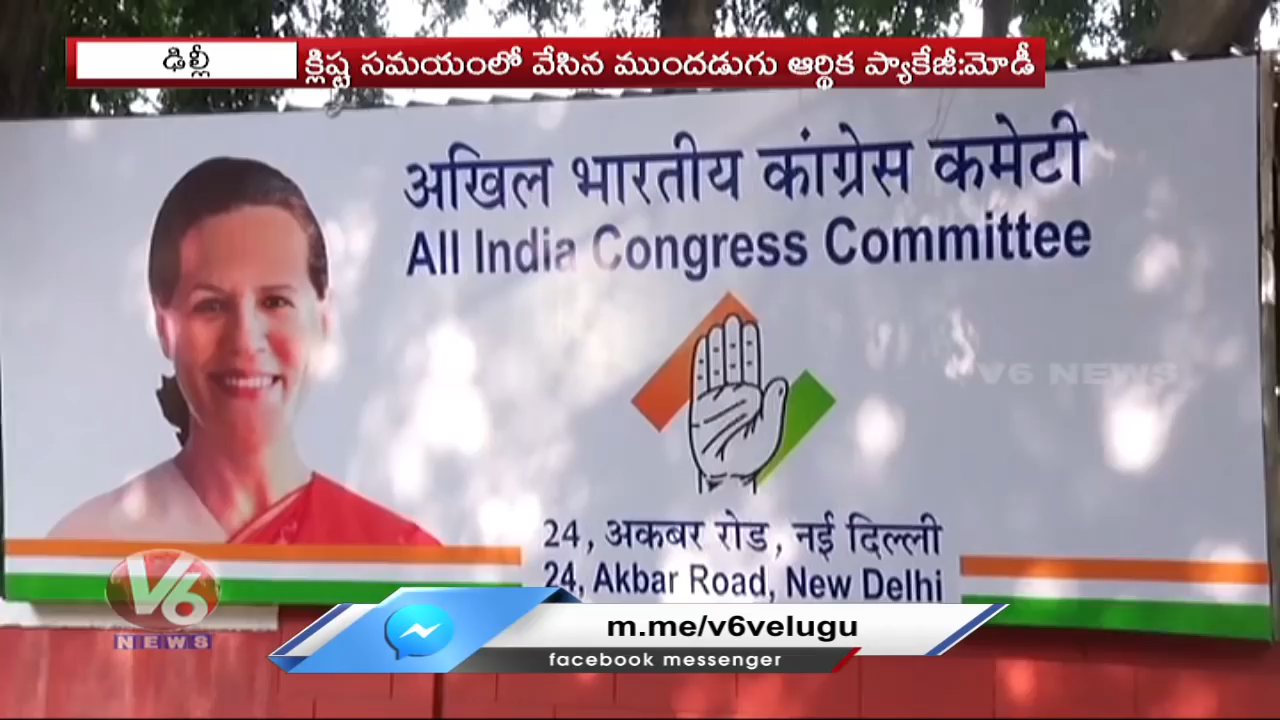 ఢిల్లీ
క్లిష్ట సమయంలో వేసిన ముందడుగు ఆర్థిక ప్యాకేజీ:మోడీ
अखिल भारतीय कांग्रेस कमेटी
All India Congress Committee
V6 NEWS
24, अकबर रोड, नई दिल्ली
24, Akbar Road, New Delhi
V6
NEWS
m.me/v6velugu
facebook messenger